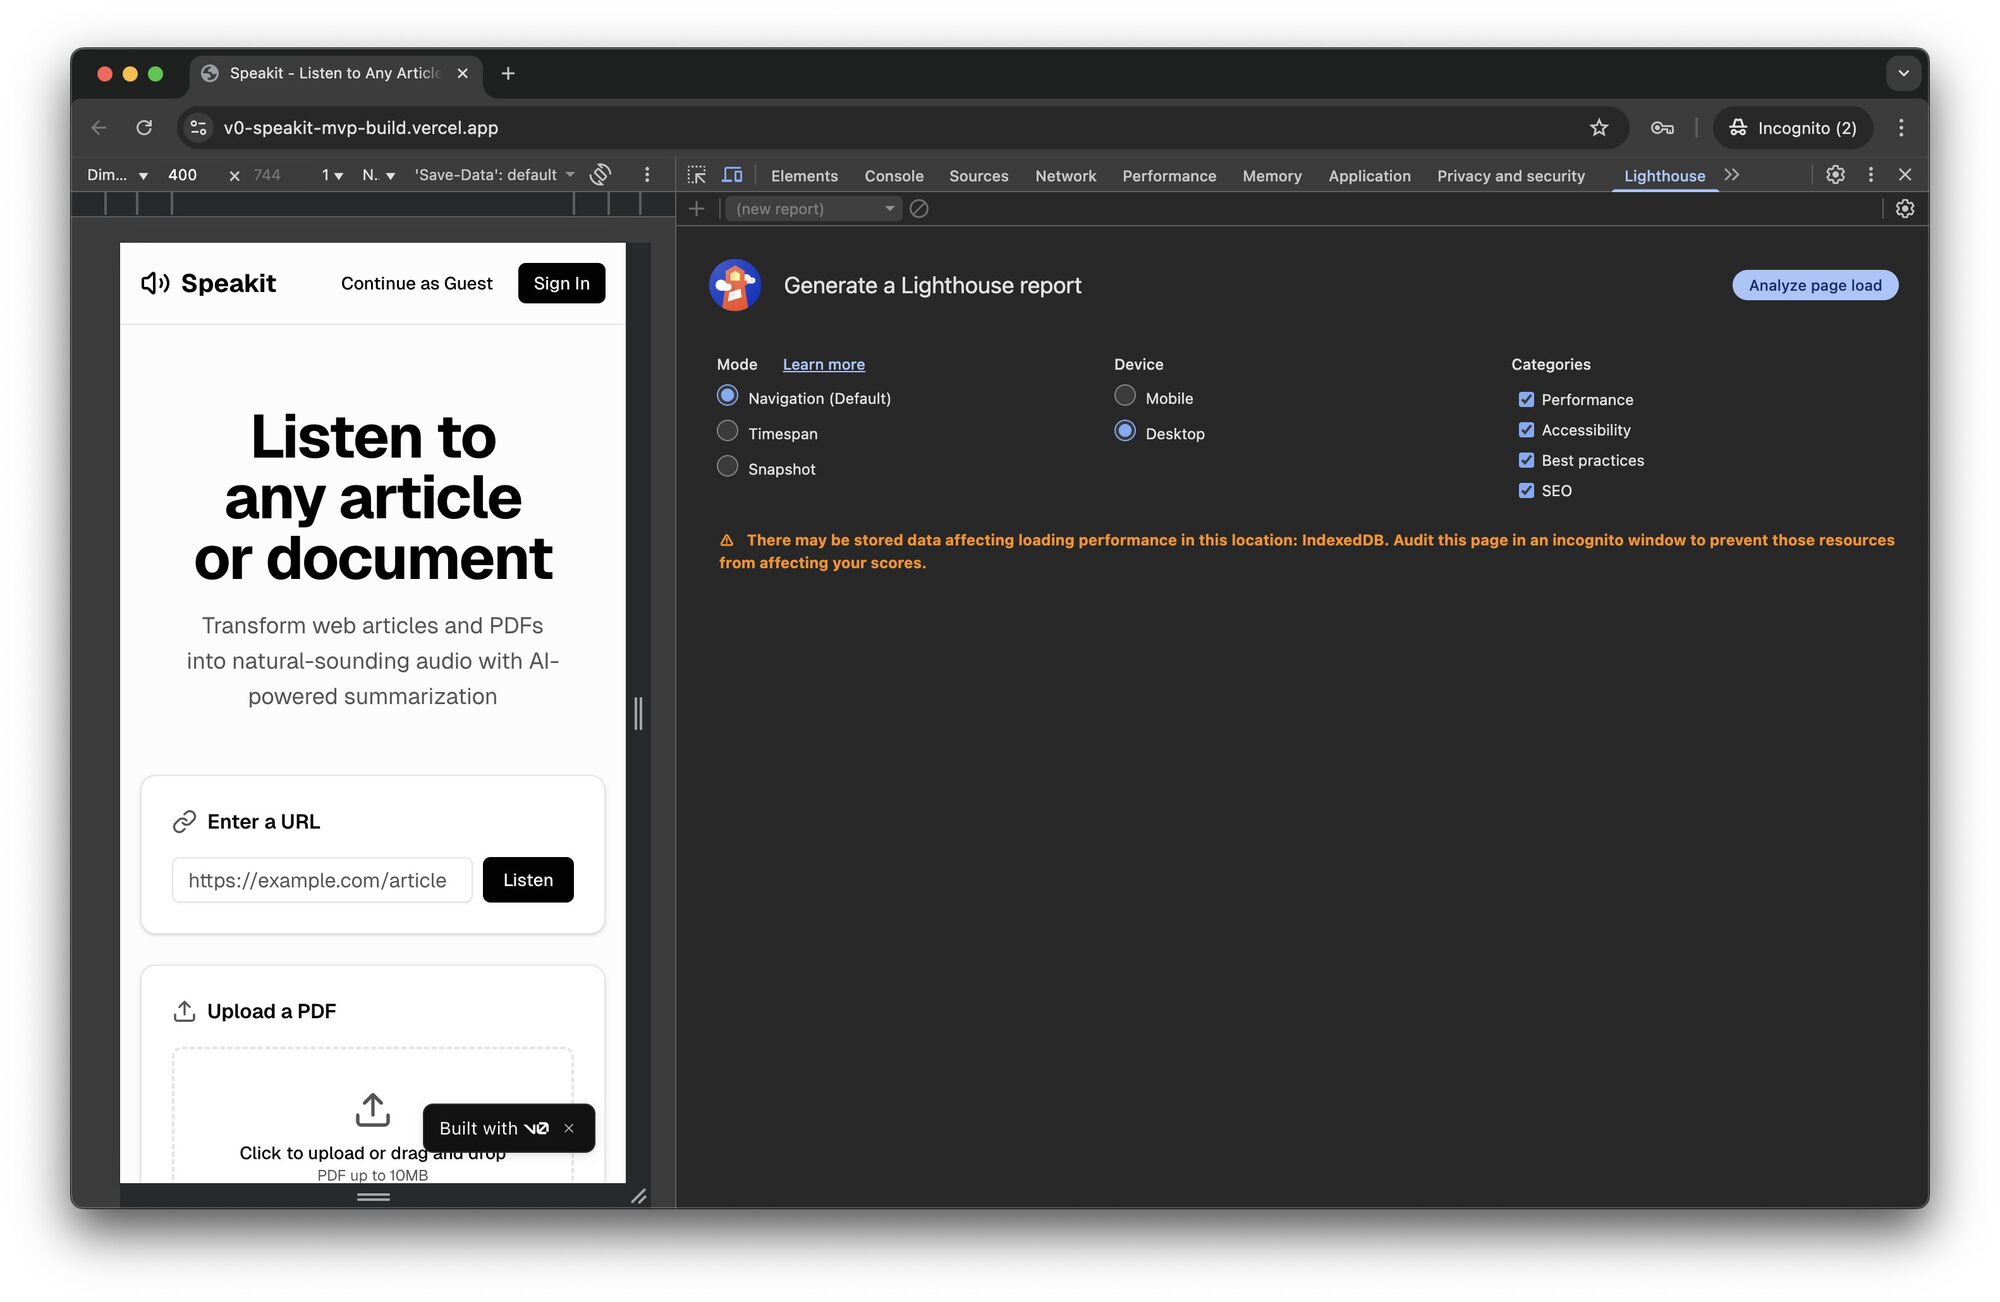 Speakit - Listen to Any Article
v0-speakit-mvp-build.vercel.app
Incognito (2)
Dim... 400 × 744 1 N. 'Save-Data': default
Elements Console Sources Network Performance Memory Application Privacy and security Lighthouse
(new report)
Speakit Continue as Guest Sign In
Listen to
any article
or document
Transform web articles and PDFs
into natural-sounding audio with AI-
powered summarization
Enter a URL
https://example.com/article Listen
Upload a PDF
Click to upload or drag and drop
PDF up to 10MB
Built with v0
Generate a Lighthouse report
Analyze page load
Mode Learn more
Navigation (Default)
Timespan
Snapshot
Device
Mobile
Desktop
Categories
Performance
Accessibility
Best practices
SEO
There may be stored data affecting loading performance in this location: IndexedDB. Audit this page in an incognito window to prevent those resources
from affecting your scores.